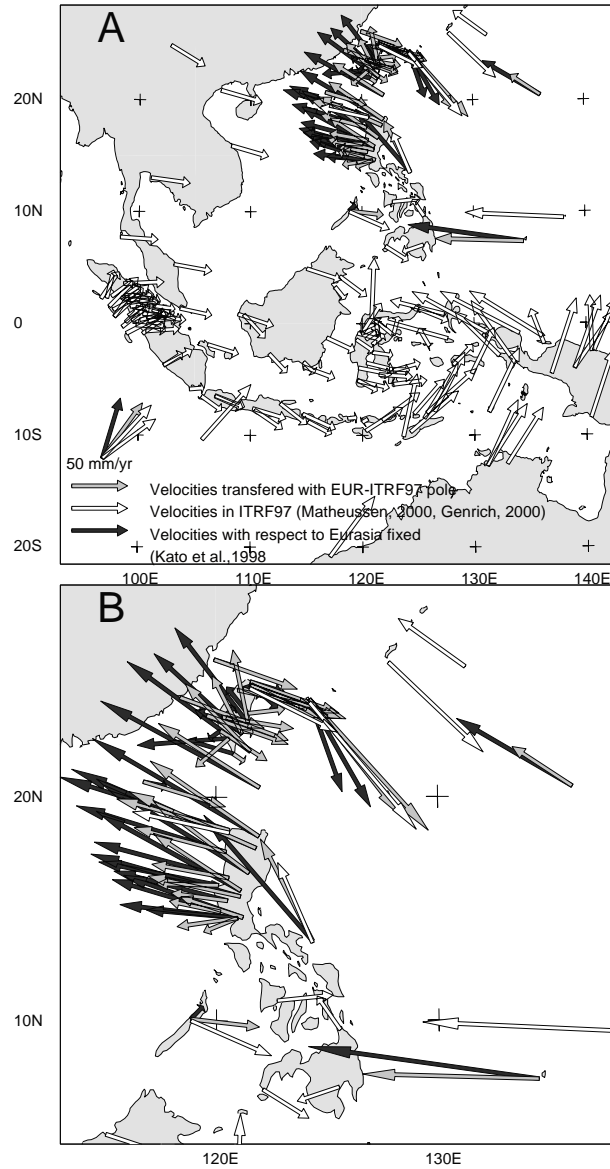 A
20N
10N
0
10S
50 mm/yr
Velocities transfered with EUR-ITRF97 pole
Velocities in ITRF97 (Matheussen, 2000, Genrich, 2000)
Velocities with respect to Eurasia fixed
(Kato et al.,1998
20S
100E 110E 120E 130E 140E
B
20N
10N
120E 130E